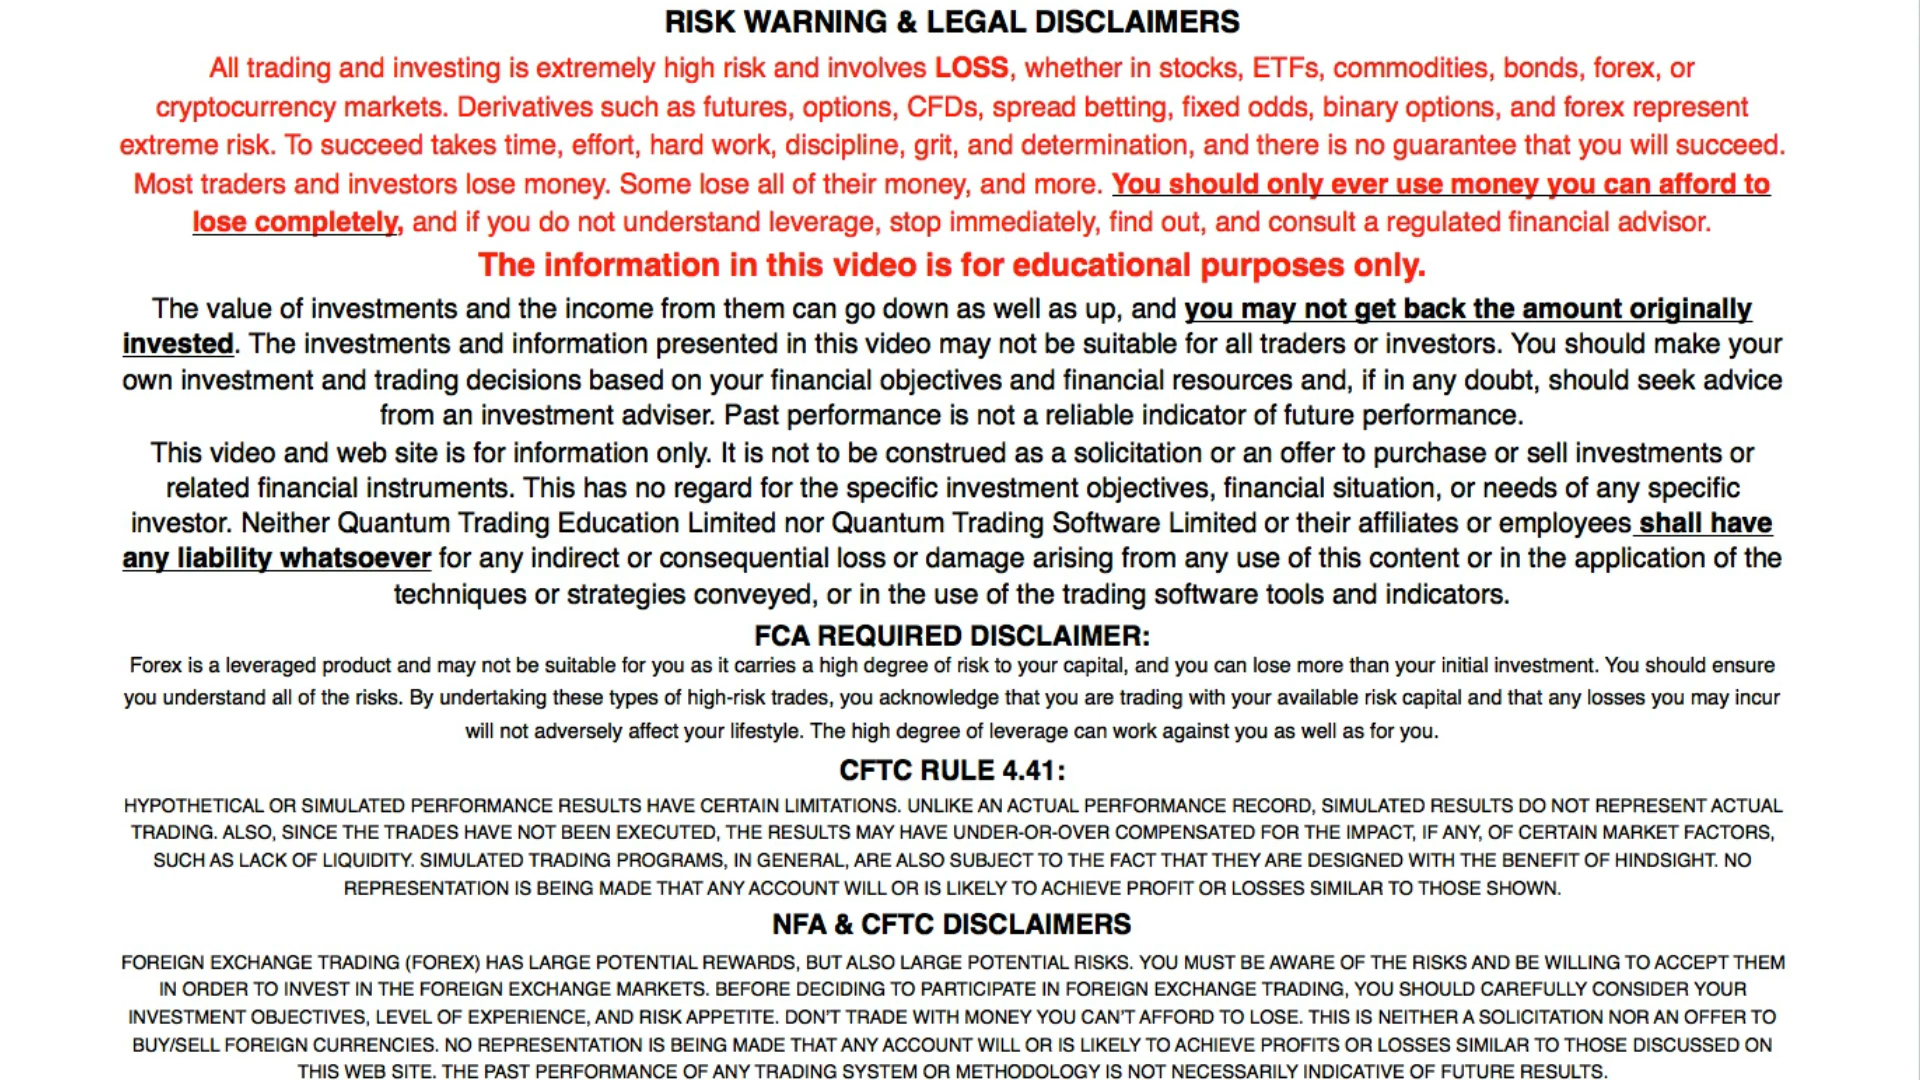 RISK WARNING & LEGAL DISCLAIMERS
All trading and investing is extremely high risk and involves LOSS, whether in stocks, ETFs, commodities, bonds, forex, or
cryptocurrency markets. Derivatives such as futures, options, CFDs, spread betting, fixed odds, binary options, and forex represent
extreme risk. To succeed takes time, effort, hard work, discipline, grit, and determination, and there is no guarantee that you will succeed.
Most traders and investors lose money. Some lose all of their money, and more. You should only ever use money you can afford to
lose completely, and if you do not understand leverage, stop immediately, find out, and consult a regulated financial advisor.
The information in this video is for educational purposes only.
The value of investments and the income from them can go down as well as up, and you may not get back the amount originally
invested. The investments and information presented in this video may not be suitable for all traders or investors. You should make your
own investment and trading decisions based on your financial objectives and financial resources and, if in any doubt, should seek advice
from an investment adviser. Past performance is not a reliable indicator of future performance.
This video and web site is for information only. It is not to be construed as a solicitation or an offer to purchase or sell investments or
related financial instruments. This has no regard for the specific investment objectives, financial situation, or needs of any specific
investor. Neither Quantum Trading Education Limited nor Quantum Trading Software Limited or their affiliates or employees shall have
any liability whatsoever for any indirect or consequential loss or damage arising from any use of this content or in the application of the
techniques or strategies conveyed, or in the use of the trading software tools and indicators.
FCA REQUIRED DISCLAIMER:
Forex is a leveraged product and may not be suitable for you as it carries a high degree of risk to your capital, and you can lose more than your initial investment. You should ensure
you understand all of the risks. By undertaking these types of high-risk trades, you acknowledge that you are trading with your available risk capital and that any losses you may incur
will not adversely affect your lifestyle. The high degree of leverage can work against you as well as for you.
CFTC RULE 4.41:
HYPOTHETICAL OR SIMULATED PERFORMANCE RESULTS HAVE CERTAIN LIMITATIONS. UNLIKE AN ACTUAL PERFORMANCE RECORD, SIMULATED RESULTS DO NOT REPRESENT ACTUAL
TRADING. ALSO, SINCE THE TRADES HAVE NOT BEEN EXECUTED, THE RESULTS MAY HAVE UNDER-OR-OVER COMPENSATED FOR THE IMPACT, IF ANY, OF CERTAIN MARKET FACTORS,
SUCH AS LACK OF LIQUIDITY. SIMULATED TRADING PROGRAMS, IN GENERAL, ARE ALSO SUBJECT TO THE FACT THAT THEY ARE DESIGNED WITH THE BENEFIT OF HINDSIGHT. NO
REPRESENTATION IS BEING MADE THAT ANY ACCOUNT WILL OR IS LIKELY TO ACHIEVE PROFIT OR LOSSES SIMILAR TO THOSE SHOWN.
NFA & CFTC DISCLAIMERS
FOREIGN EXCHANGE TRADING (FOREX) HAS LARGE POTENTIAL REWARDS, BUT ALSO LARGE POTENTIAL RISKS. YOU MUST BE AWARE OF THE RISKS AND BE WILLING TO ACCEPT THEM
IN ORDER TO INVEST IN THE FOREIGN EXCHANGE MARKETS. BEFORE DECIDING TO PARTICIPATE IN FOREIGN EXCHANGE TRADING, YOU SHOULD CAREFULLY CONSIDER YOUR
INVESTMENT OBJECTIVES, LEVEL OF EXPERIENCE, AND RISK APPETITE. DON'T TRADE WITH MONEY YOU CAN'T AFFORD TO LOSE. THIS IS NEITHER A SOLICITATION NOR AN OFFER TO
BUY/SELL FOREIGN CURRENCIES. NO REPRESENTATION IS BEING MADE THAT ANY ACCOUNT WILL OR IS LIKELY TO ACHIEVE PROFITS OR LOSSES SIMILAR TO THOSE DISCUSSED ON
THIS WEB SITE. THE PAST PERFORMANCE OF ANY TRADING SYSTEM OR METHODOLOGY IS NOT NECESSARILY INDICATIVE OF FUTURE RESULTS.